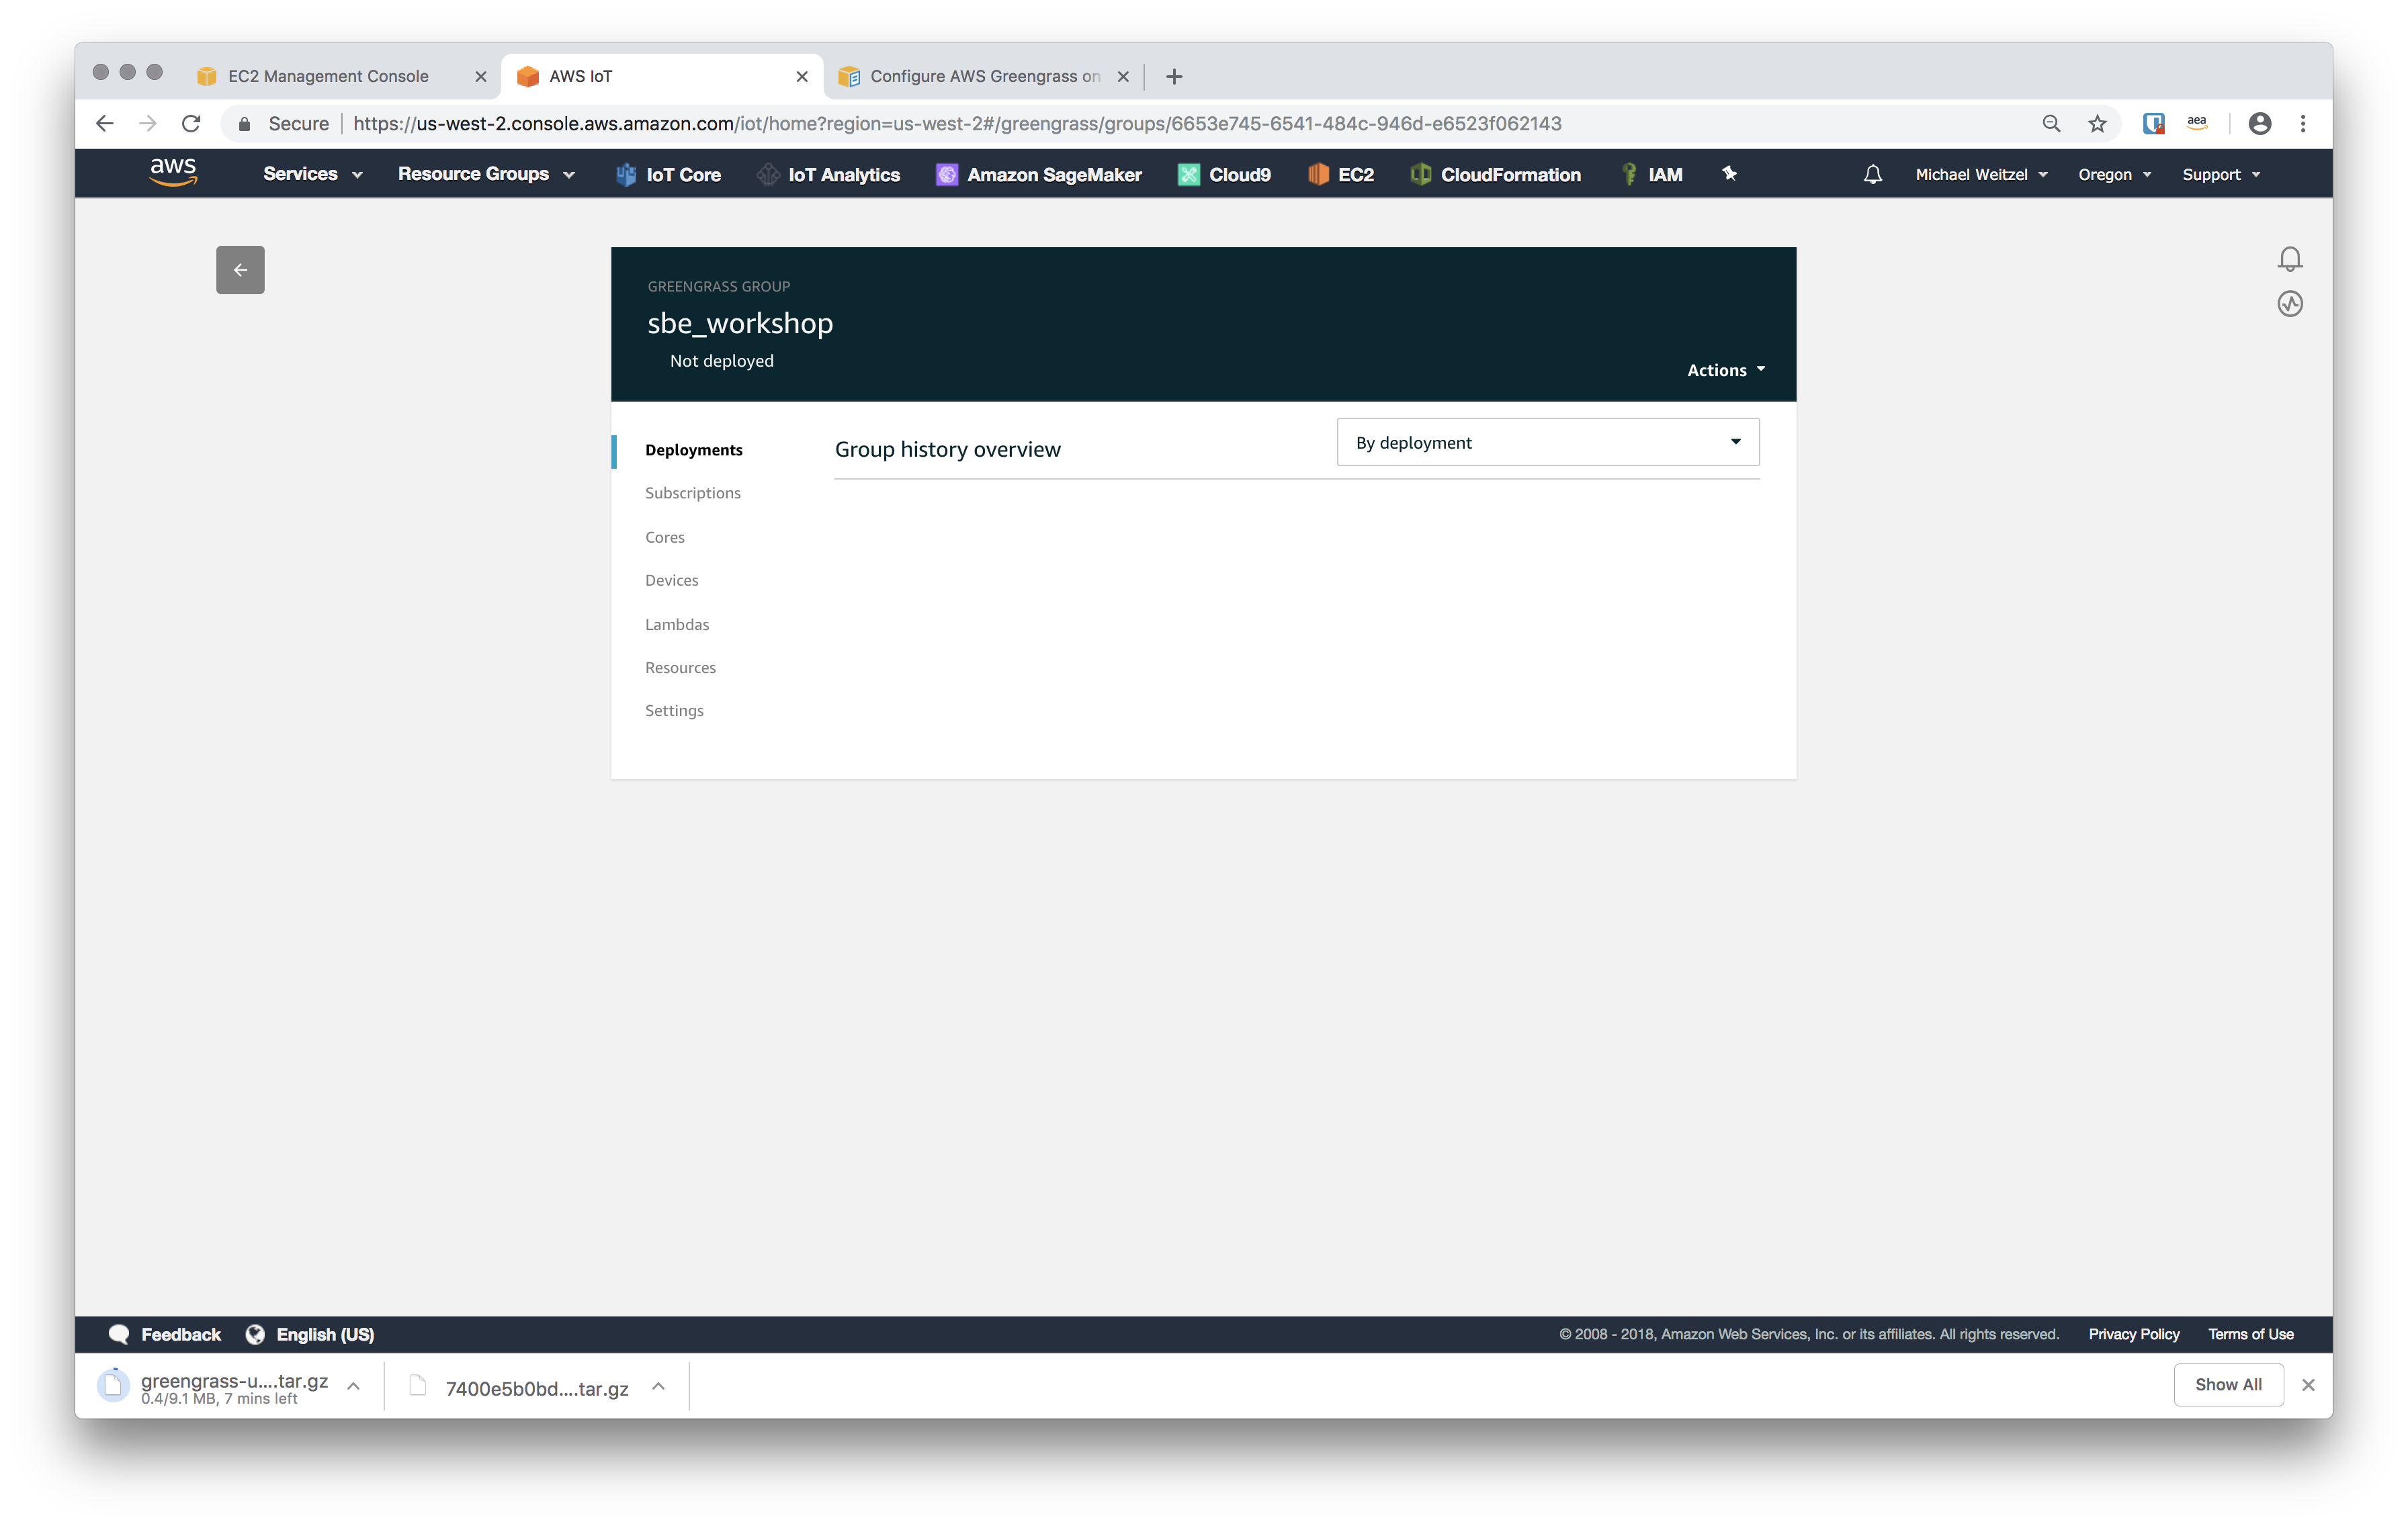 EC2 Management Console
AWS IoT
Configure AWS Greengrass on
Secure
https://us-west-2.console.aws.amazon.com/iot/home?region=us-west-2#/greengrass/groups/6653e745-6541-484c-946d-e6523f062143
aea
aws
Services
Resource Groups
IoT Core
IoT Analytics
Amazon SageMaker
Cloud9
EC2
CloudFormation
IAM
Michael Weitzel
Oregon
Support
GREENGRASS GROUP
sbe_workshop
Not deployed
Actions
Deployments
Subscriptions
Cores
Devices
Lambdas
Resources
Settings
Group history overview
By deployment
Feedback
English (US)
© 2008 - 2018, Amazon Web Services, Inc. or its affiliates. All rights reserved.
Privacy Policy
Terms of Use
greengrass-u....tar.gz
0.4/9.1 MB, 7 mins left
7400e5b0bd....tar.gz
Show All